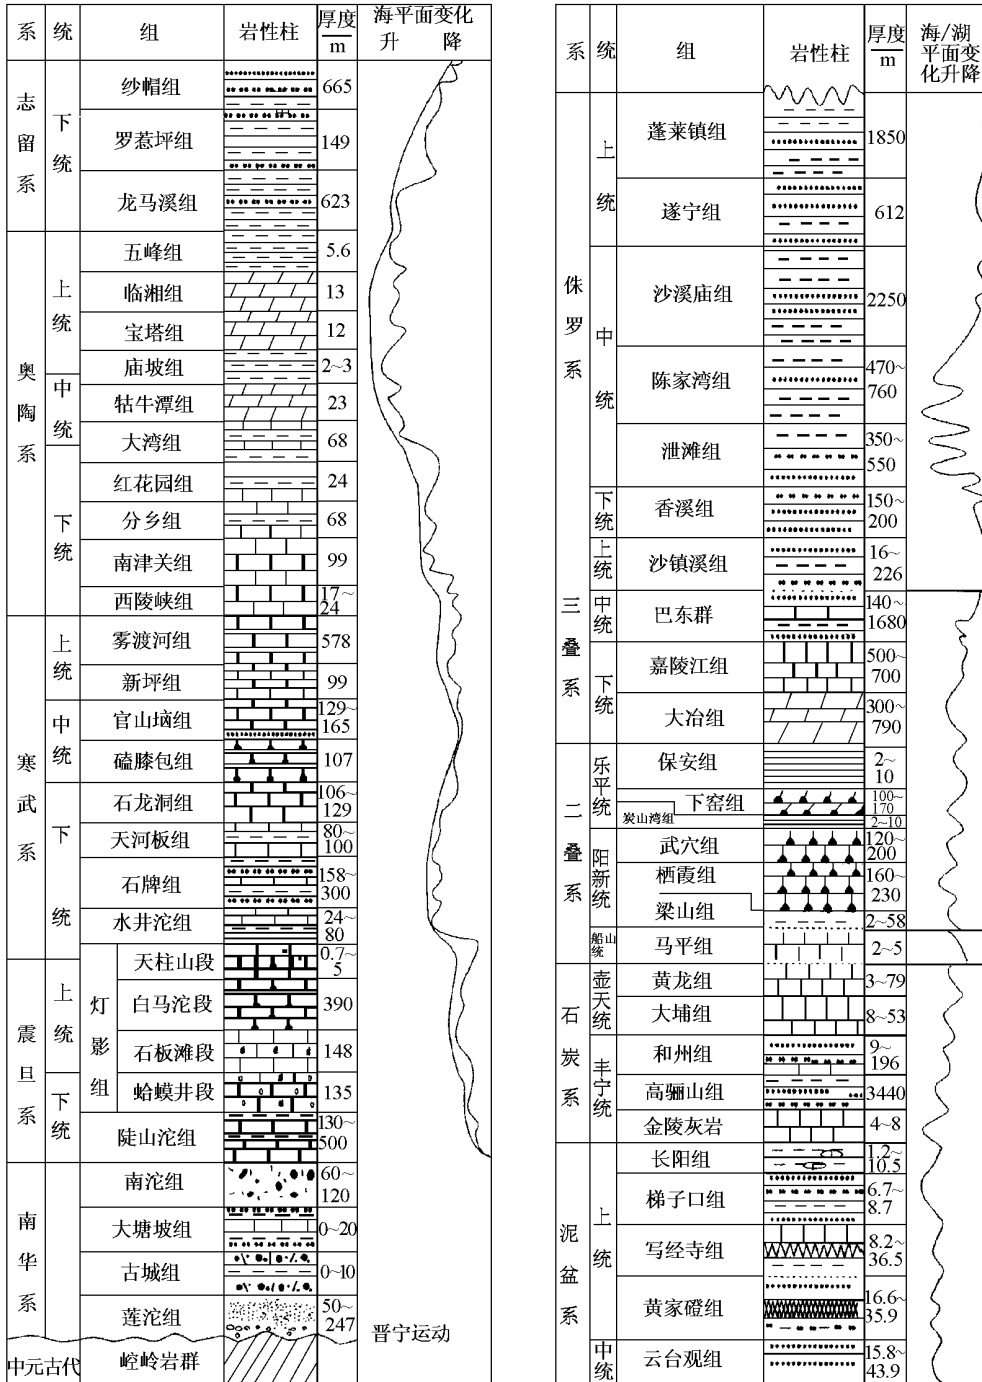 系 统 组 岩性柱 厚度 m 海平面变化 升 降
志留系
下统
纱帽组 665
罗惹坪组 149
龙马溪组 623
奥陶系
上统
五峰组 5.6
临湘组 13
宝塔组 12
庙坡组 2~3
中统
牯牛潭组 23
大湾组 68
下统
红花园组 24
分乡组 68
南津关组 99
西陵峡组 17~24
寒武系
上统
雾渡河组 578
新坪组 99
中统
官山垴组 129~165
磕膝包组 107
下统
石龙洞组 106~129
天河板组 80~100
石牌组 158~300
水井沱组 24~80
震旦系
上统
灯影组
天柱山段 0.7~5
白马沱段 390
石板滩段 148
下统
蛤蟆井段 135
陡山沱组 130~500
南华系
南沱组 60~120
大塘坡组 0~20
古城组 0~10
莲沱组 50~247
晋宁运动
中元古代 崆岭岩群
系 统 组 岩性柱 厚度 m 海/湖平面变化升降
侏罗系
上统
蓬莱镇组 1850
遂宁组 612
中统
沙溪庙组 2250
陈家湾组 470~760
泄滩组 350~550
下统
香溪组 150~200
三叠系
上统
沙镇溪组 16~226
中统
巴东群 140~1680
下统
嘉陵江组 500~700
大冶组 300~790
二叠系
乐平统
保安组 2~10
下窑组 100~170
炭山湾组 2~10
阳新统
武穴组 120~200
栖霞组 160~230
梁山组 2~58
船山统
马平组 2~5
石炭系
壶天统
黄龙组 3~79
大埔组 8~53
丰宁统
和州组 9~196
高骊山组 3440
金陵灰岩 4~8
泥盆系
上统
长阳组 1.2~10.5
梯子口组 6.7~8.7
写经寺组 8.2~36.5
黄家磴组 16.6~35.9
中统
云台观组 15.8~43.9